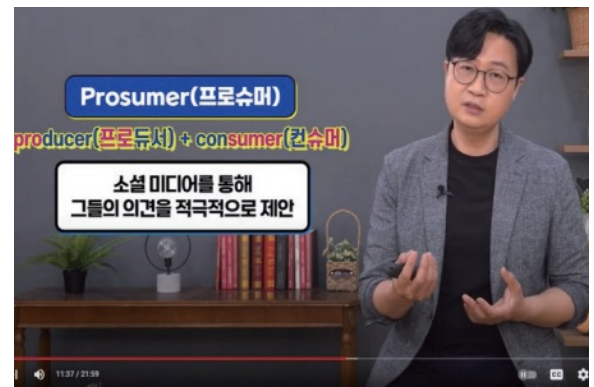 Prosumer(프로슈머)
producer(프로듀서) + consumer(컨슈머)
소셜 미디어를 통해
그들의 의견을 적극적으로 제안
11:37 / 21:59
CC